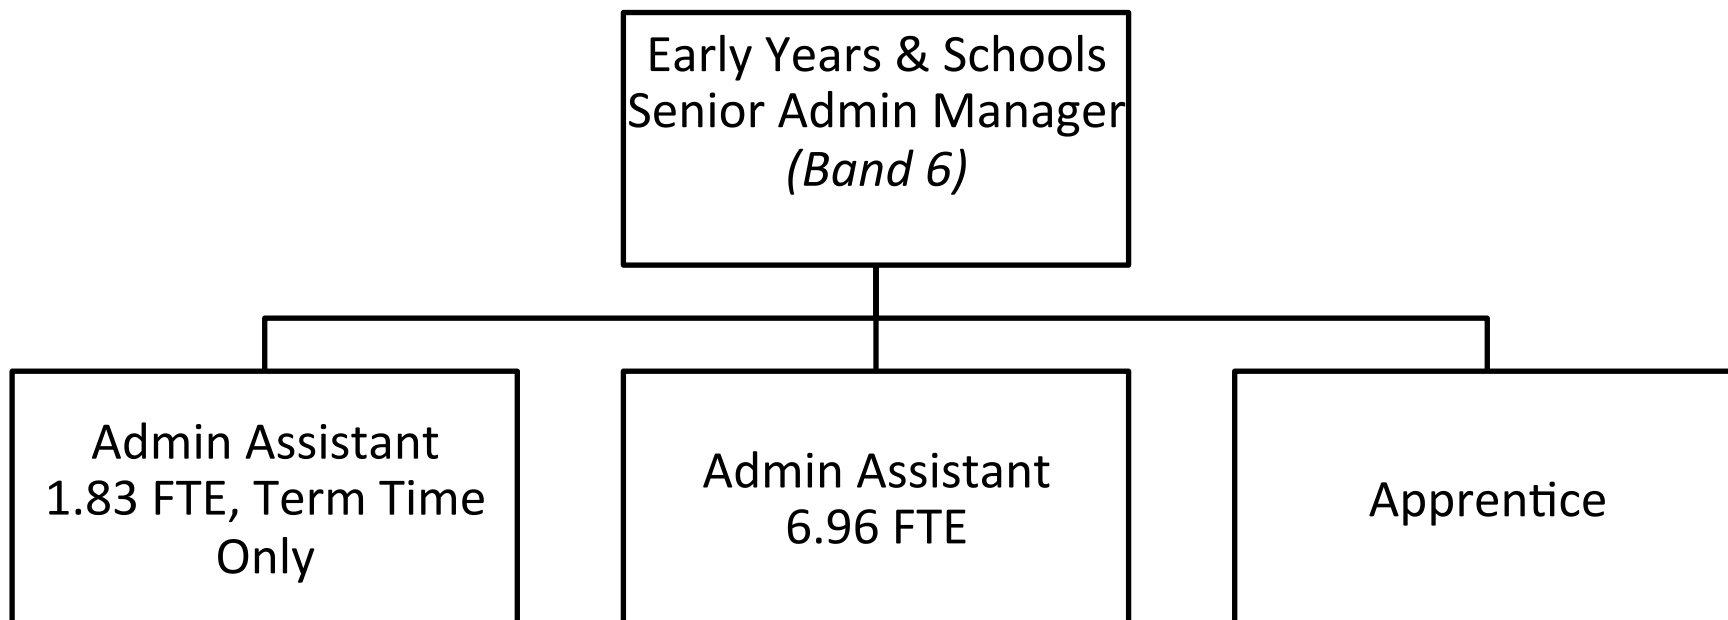 Early Years & Schools
Senior Admin Manager
(Band 6)
Admin Assistant
1.83 FTE, Term Time
Only
Admin Assistant
6.96 FTE
Apprentice